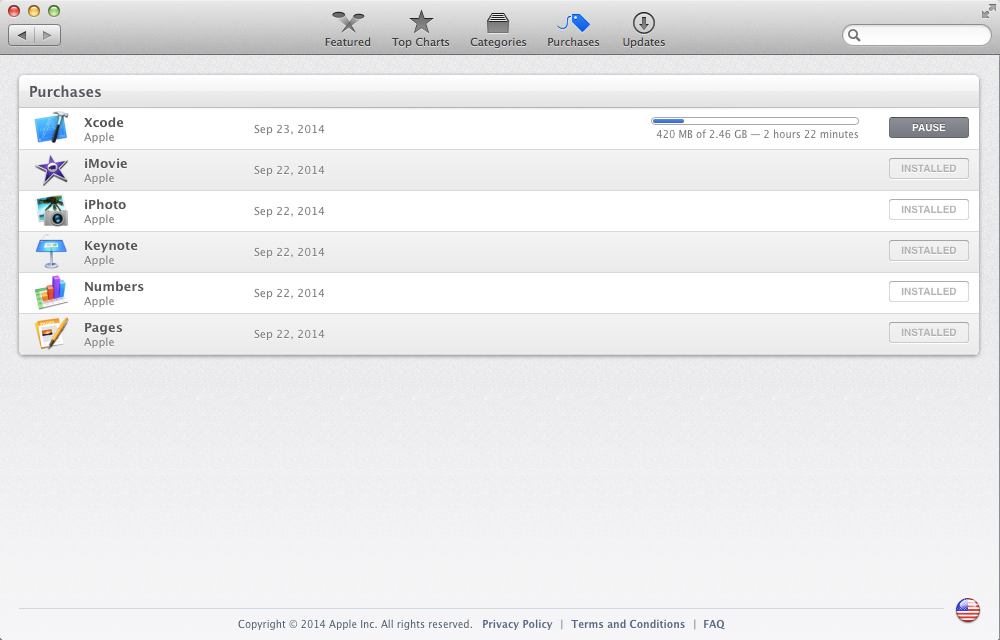 Featured Top Charts Categories Purchases Updates
Purchases
Xcode
Apple
Sep 23, 2014
420 MB of 2.46 GB — 2 hours 22 minutes
PAUSE
iMovie
Apple
Sep 22, 2014
INSTALLED
iPhoto
Apple
Sep 22, 2014
INSTALLED
Keynote
Apple
Sep 22, 2014
INSTALLED
Numbers
Apple
Sep 22, 2014
INSTALLED
Pages
Apple
Sep 22, 2014
INSTALLED
Copyright © 2014 Apple Inc. All rights reserved. Privacy Policy | Terms and Conditions | FAQ